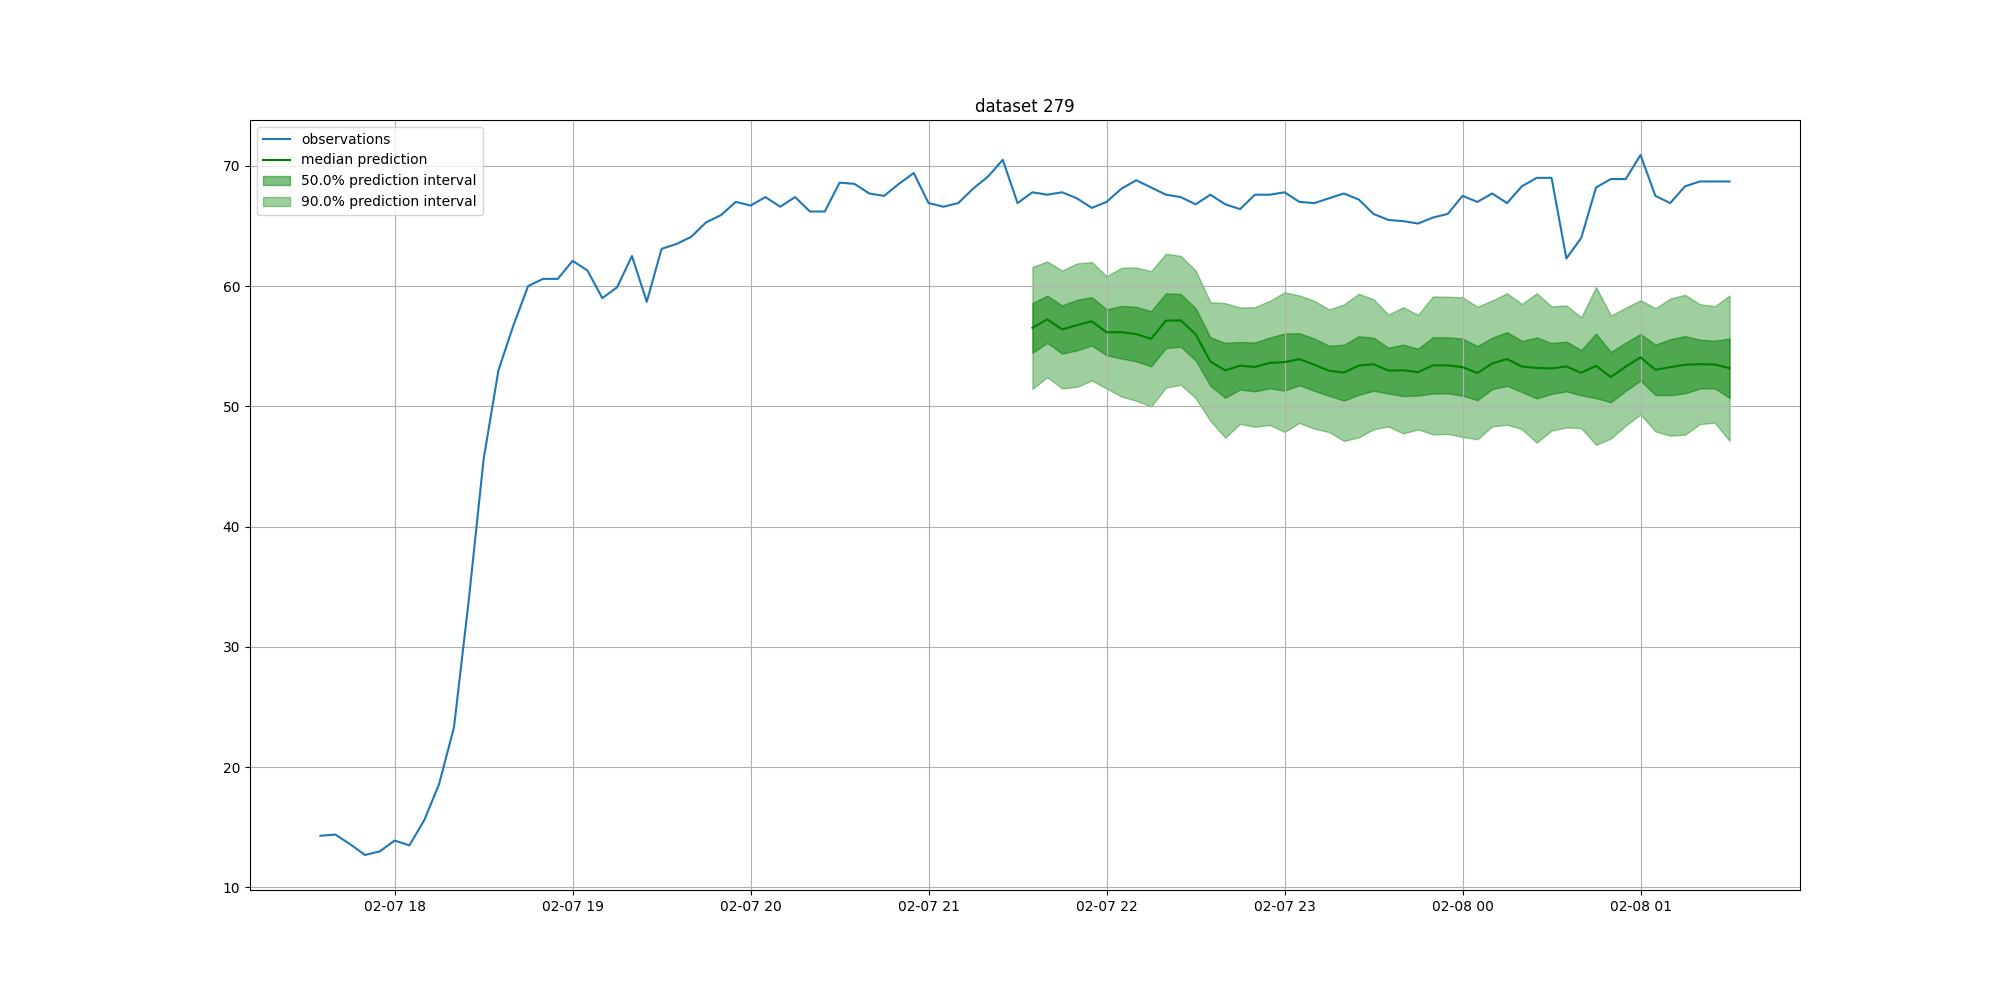 dataset 279
observations
median prediction
50.0% prediction interval
90.0% prediction interval
70
60
50
40
30
20
10
02-07 18 02-07 19 02-07 20 02-07 21 02-07 22 02-07 23 02-08 00 02-08 01